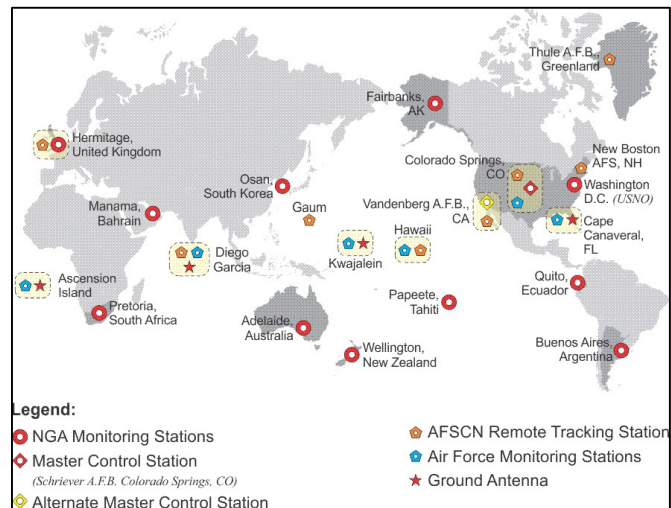 Thule A.F.B.,
Greenland
Fairbanks,
AK
Hermitage,
United Kingdom
New Boston
AFS, NH
Colorado Springs,
CO
Osan,
South Korea
Washington
D.C. (USNO)
Manama,
Bahrain
Gaum
Vandenberg A.F.B.,
CA
Hawaii
Cape
Canaveral,
FL
Diego
Garcia
Kwajalein
Ascension
Island
Quito,
Ecuador
Papeete,
Tahiti
Pretoria,
South Africa
Adelaide,
Australia
Wellington,
New Zealand
Buenos Aires,
Argentina
Legend:
NGA Monitoring Stations
Master Control Station
(Schriever A.F.B. Colorado Springs, CO)
Alternate Master Control Station
AFSCN Remote Tracking Station
Air Force Monitoring Stations
Ground Antenna